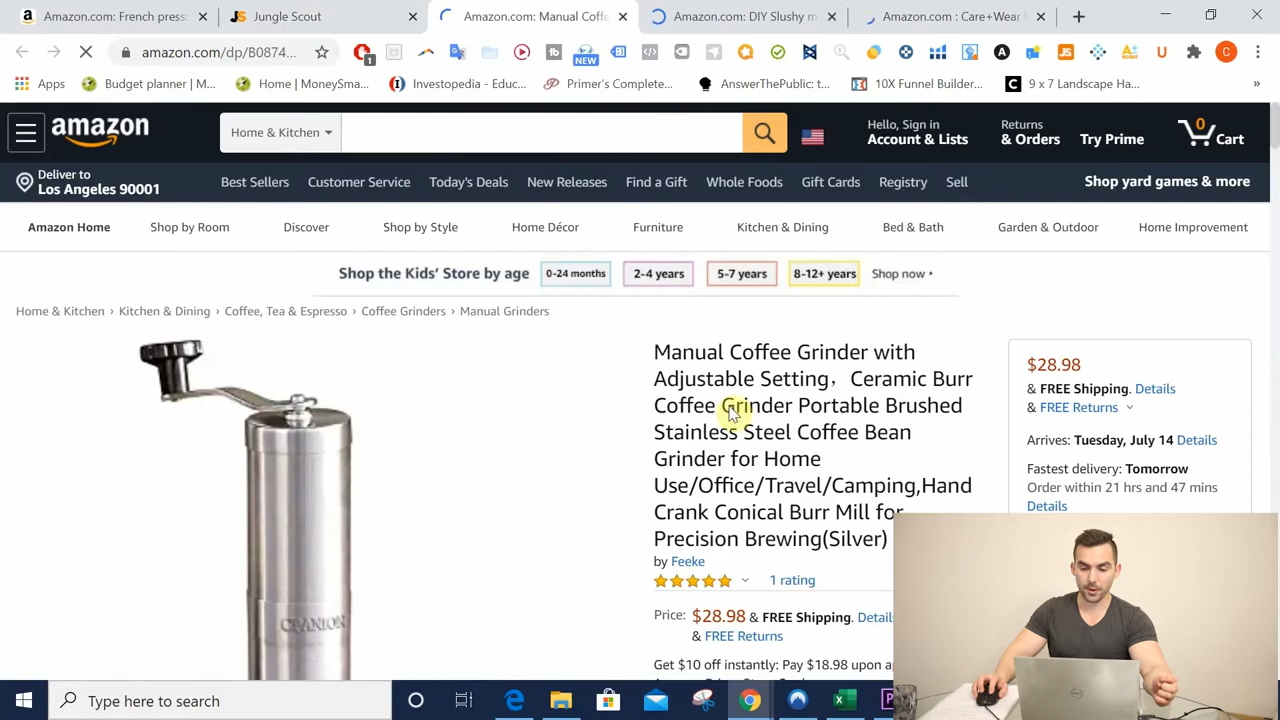 Amazon.com: French press
Jungle Scout
Amazon.com: Manual Coff
Amazon.com: DIY Slushy m
Amazon.com : Care+Wear
amazon.com/dp/B0874...
1
NEW
Apps
Budget planner | M...
Home | MoneySma...
Investopedia - Educ...
Primer's Complete...
AnswerThePublic: t...
10X Funnel Builder...
9 x 7 Landscape Ha...
amazon
Home & Kitchen
Hello, Sign in
Account & Lists
Returns
& Orders
Try Prime
0
Cart
Deliver to
Los Angeles 90001
Best Sellers
Customer Service
Today's Deals
New Releases
Find a Gift
Whole Foods
Gift Cards
Registry
Sell
Shop yard games & more
Amazon Home
Shop by Room
Discover
Shop by Style
Home Décor
Furniture
Kitchen & Dining
Bed & Bath
Garden & Outdoor
Home Improvement
Shop the Kids' Store by age
0-24 months
2-4 years
5-7 years
8-12+ years
Shop now ›
Home & Kitchen › Kitchen & Dining › Coffee, Tea & Espresso › Coffee Grinders › Manual Grinders
Manual Coffee Grinder with
Adjustable Setting，Ceramic Burr
Coffee Grinder Portable Brushed
Stainless Steel Coffee Bean
Grinder for Home
Use/Office/Travel/Camping,Hand
Crank Conical Burr Mill for
Precision Brewing(Silver)
by Feeke
1 rating
Price: $28.98 & FREE Shipping. Details
& FREE Returns
Get $10 off instantly: Pay $18.98 upon
$28.98
& FREE Shipping. Details
& FREE Returns
Arrives: Tuesday, July 14 Details
Fastest delivery: Tomorrow
Order within 21 hrs and 47 mins
Details
CRANION
Type here to search